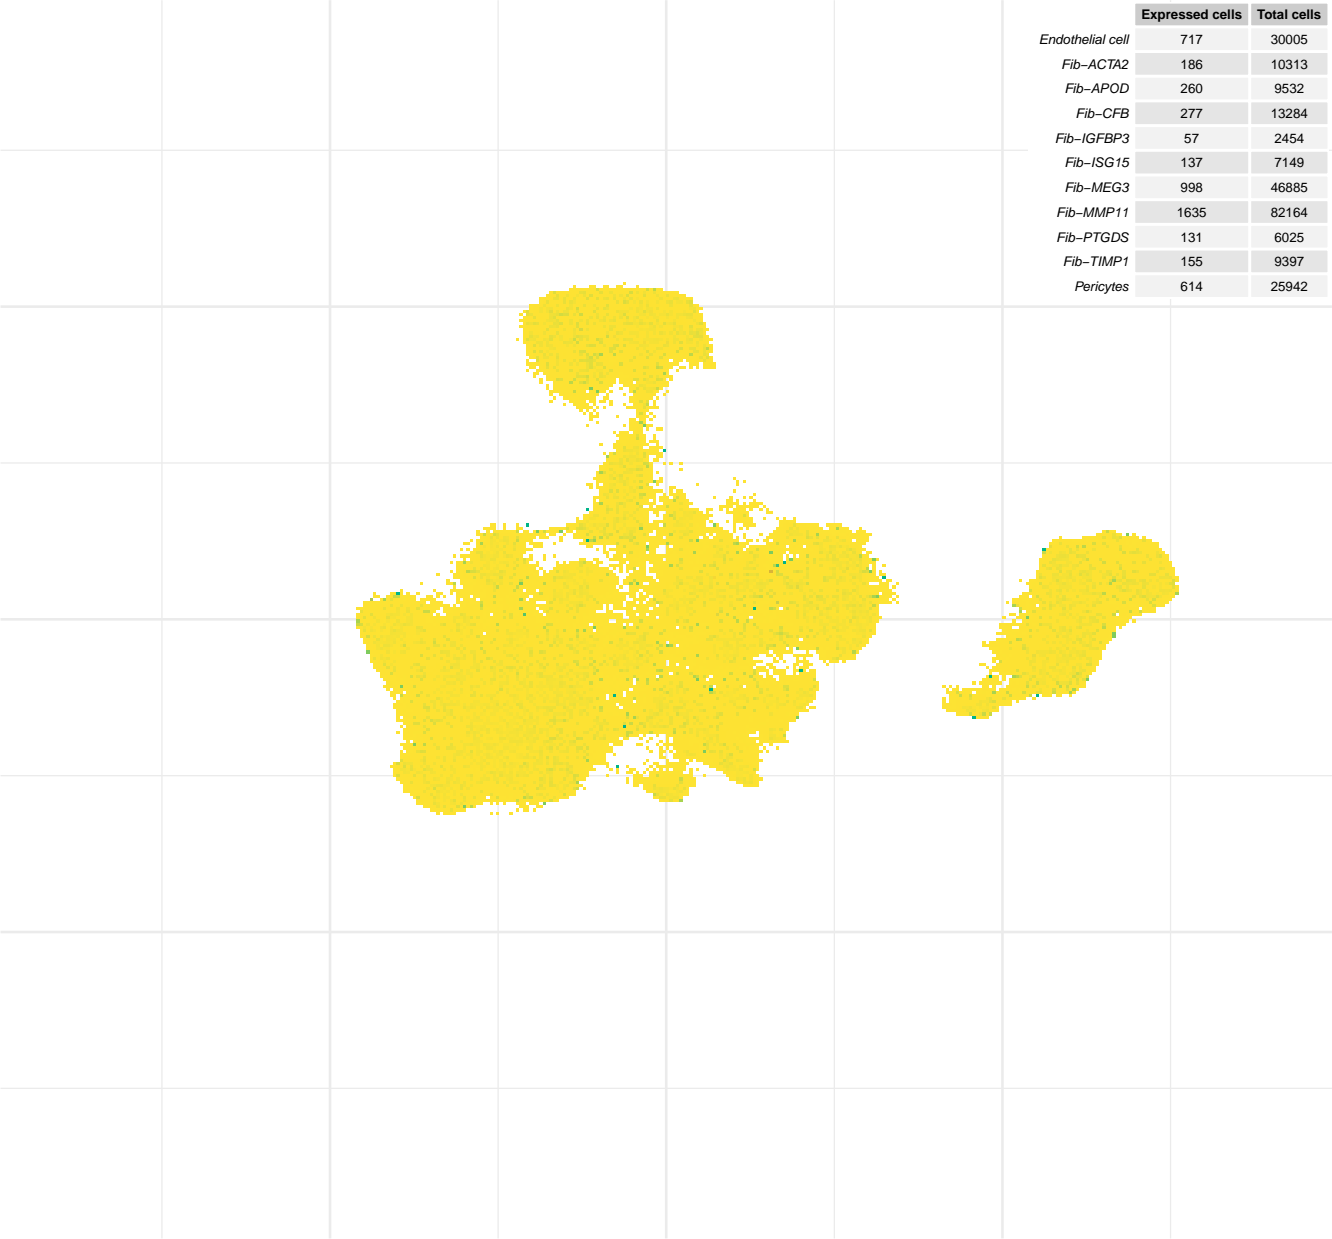 Expressed cells Total cells
Endothelial cell 717 30005
Fib−ACTA2 186 10313
Fib−APOD 260 9532
Fib−CFB 277 13284
Fib−IGFBP3 57 2454
Fib−ISG15 137 7149
Fib−MEG3 998 46885
Fib−MMP11 1635 82164
Fib−PTGDS 131 6025
Fib−TIMP1 155 9397
Pericytes 614 25942